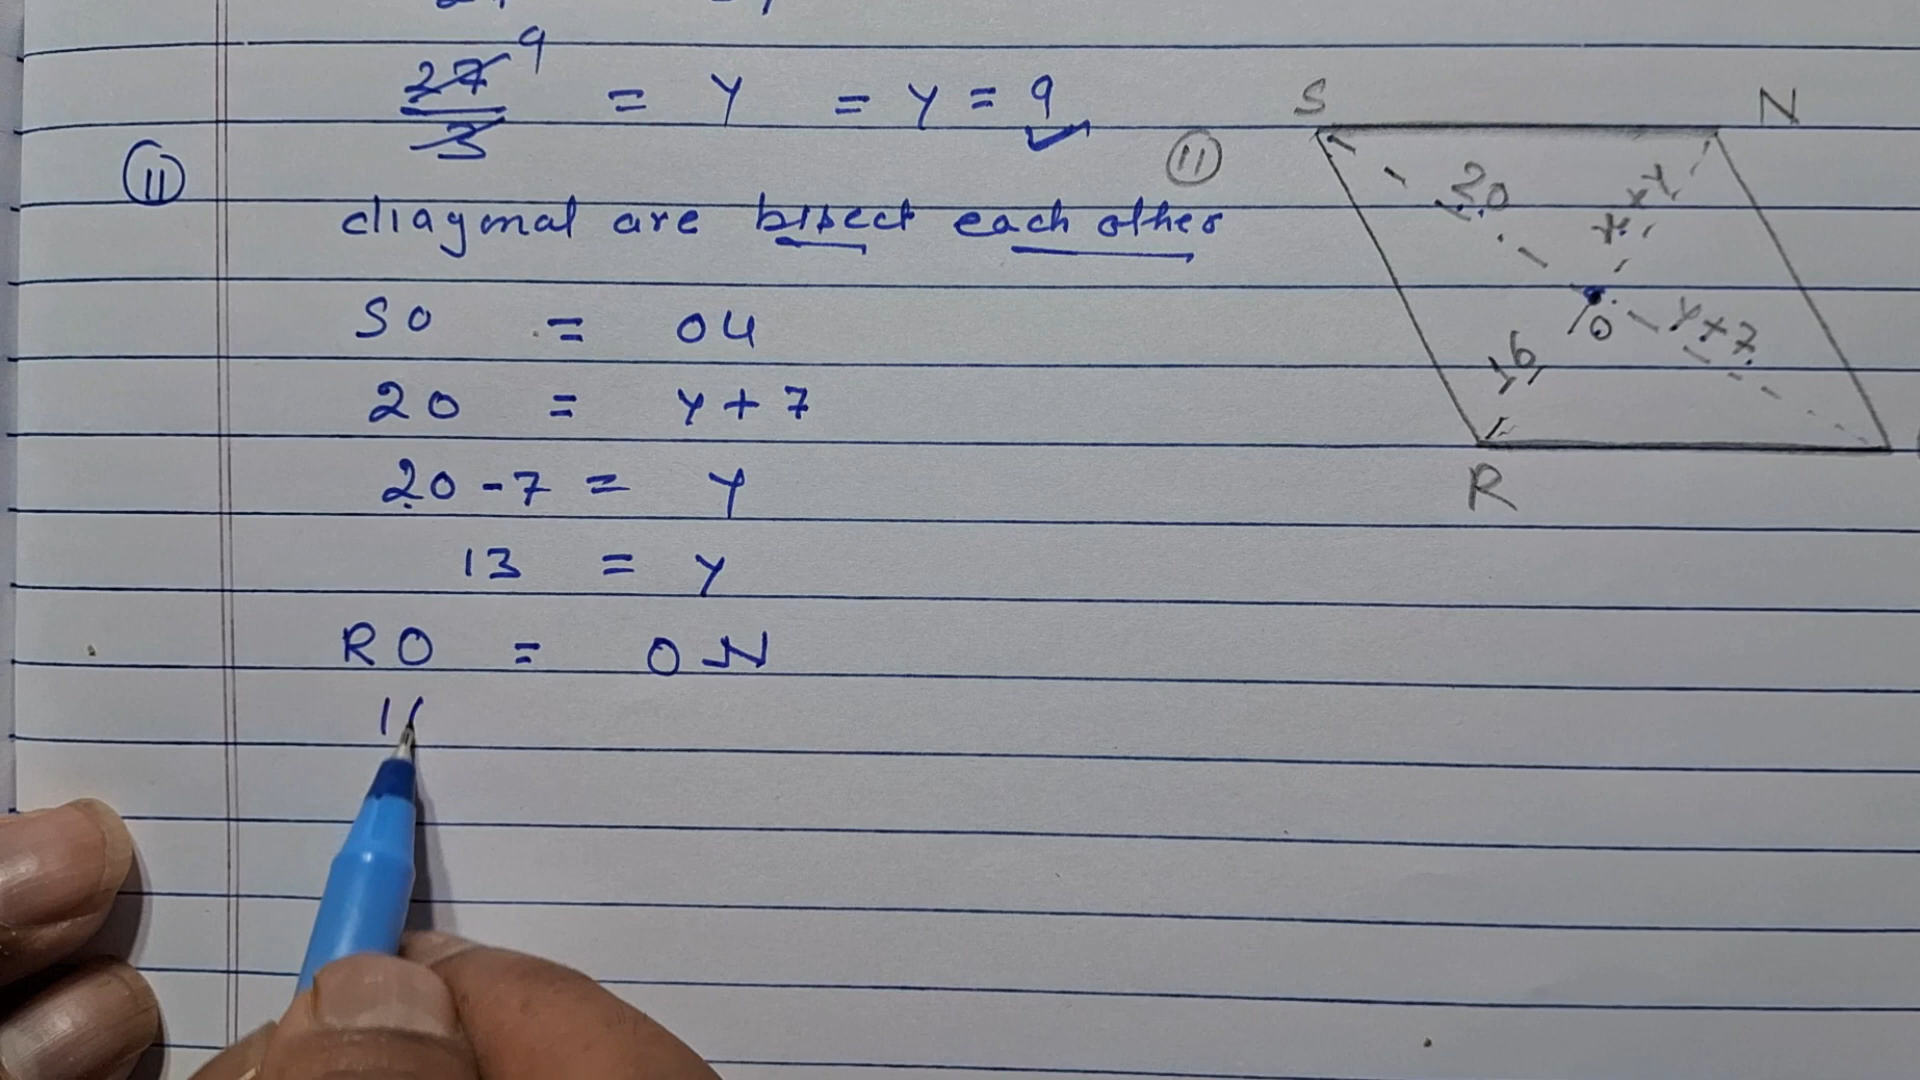 27 9
3
= Y = Y = 9
(11)
diagonal are bisect each other
SO = OU
20 = Y + 7
20 - 7 = Y
13 = Y
RO = ON
(11)
S N
20
x+Y
O
Y+7
16
R